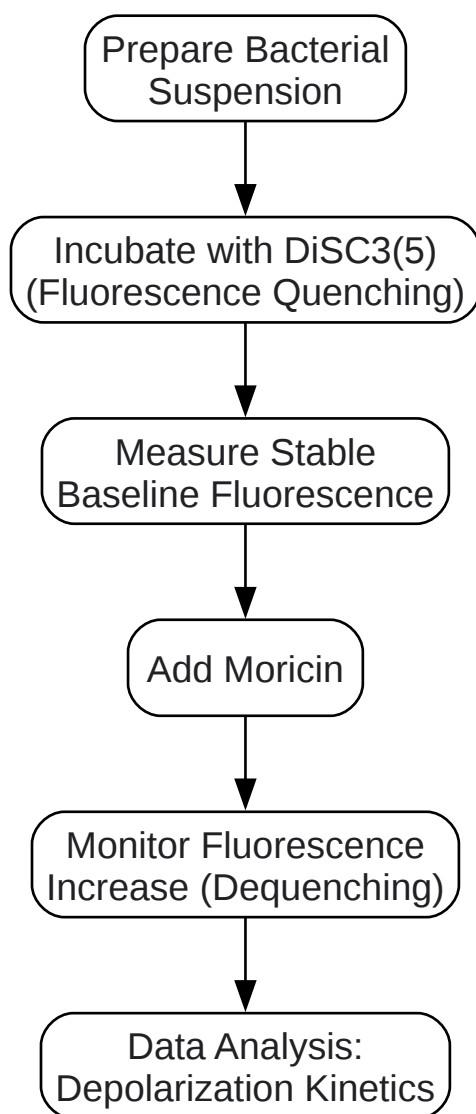 Prepare Bacterial
Suspension
Incubate with DiSC3(5)
(Fluorescence Quenching)
Measure Stable
Baseline Fluorescence
Add Moricin
Monitor Fluorescence
Increase (Dequenching)
Data Analysis:
Depolarization Kinetics